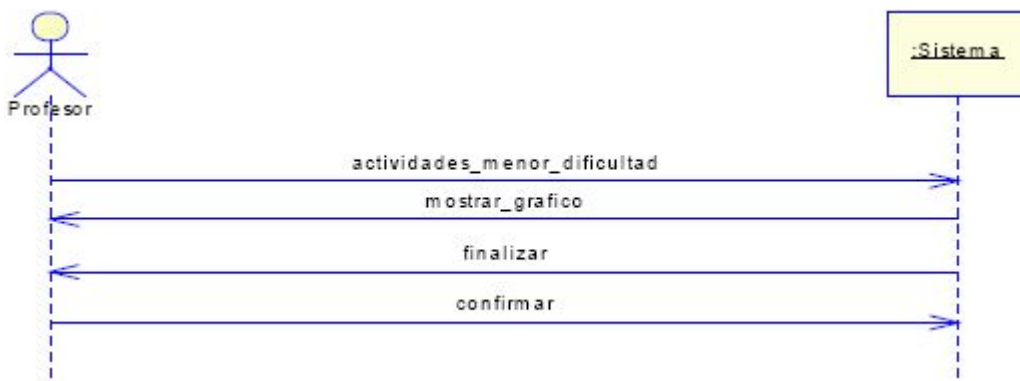 :Sistema
Profesor
actividades_menor_dificultad
mostrar_grafico
finalizar
confirmar